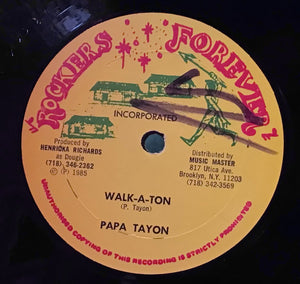 ROCKERS FOREVER
INCORPORATED
Produced by
HENRICKA RICHARDS
as Dougie
(718) 346-2362
© (P) 1985
Distributed by
MUSIC MASTER
817 Utica Ave.
Brooklyn, N.Y. 11203
(718) 342-3569
WALK-A-TON
(P. Tayon)
PAPA TAYON
UNAUTHORISED COPYING OF THIS RECORDING IS STRICTLY PROHIBITED